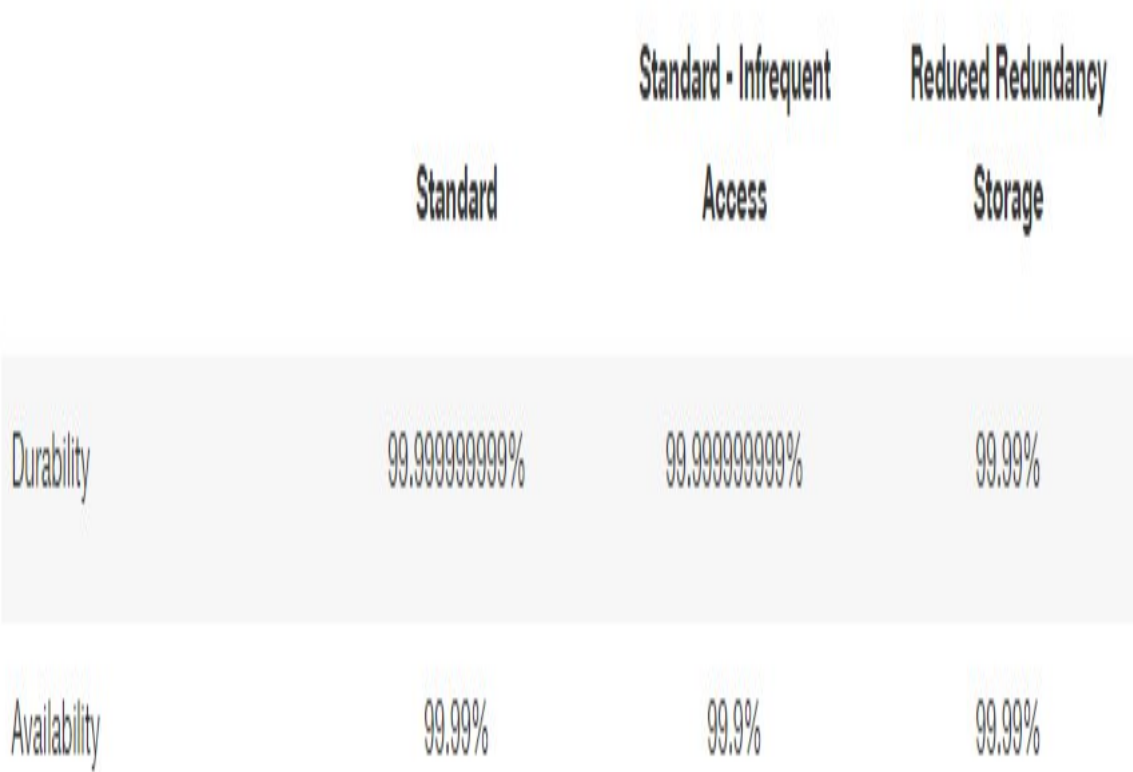 Standard - Infrequent Reduced Redundancy
Standard Access Storage
Durability 99.999999999% 99.999999999% 99.99%
Availability 99.99% 99.9% 99.99%